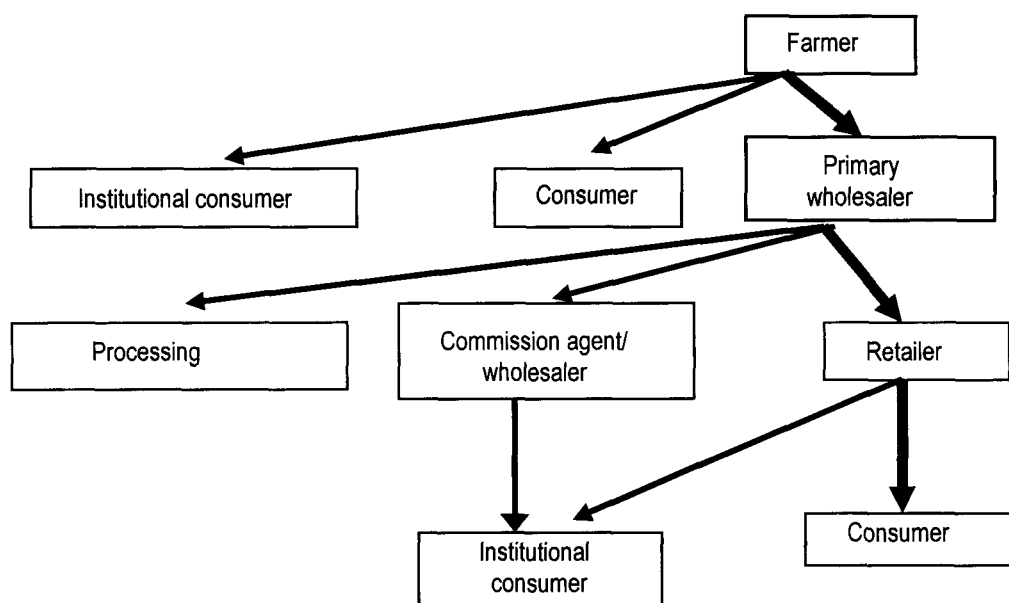 Farmer
Institutional consumer
Consumer
Primary
wholesaler
Processing
Commission agent/
wholesaler
Retailer
Institutional
consumer
Consumer